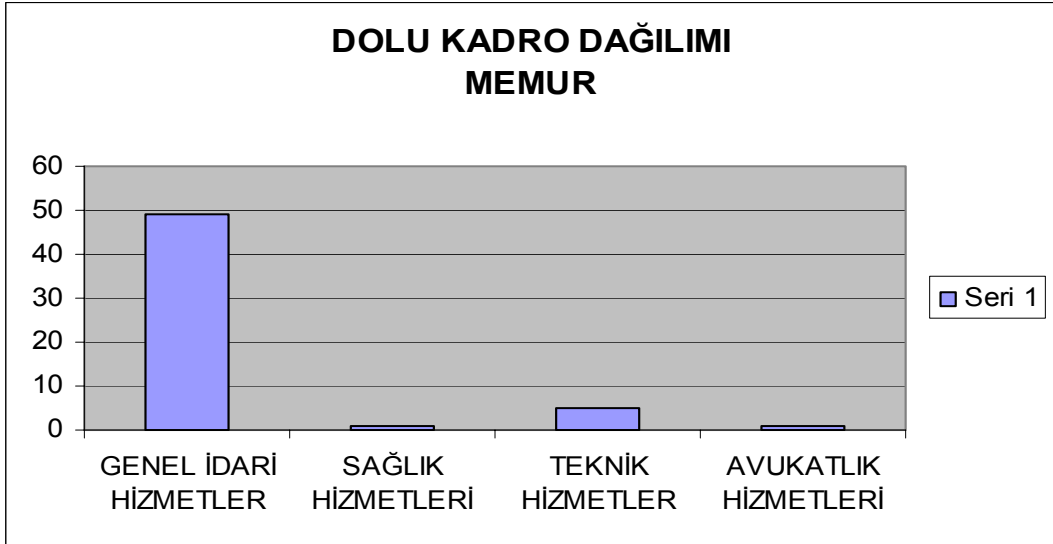 DOLU KADRO DAĞILIMI
MEMUR
60
50
40
30
20
10
0
GENEL İDARİ
HİZMETLER
SAĞLIK
HİZMETLERİ
TEKNİK
HİZMETLER
AVUKATLIK
HİZMETLERİ
Seri 1